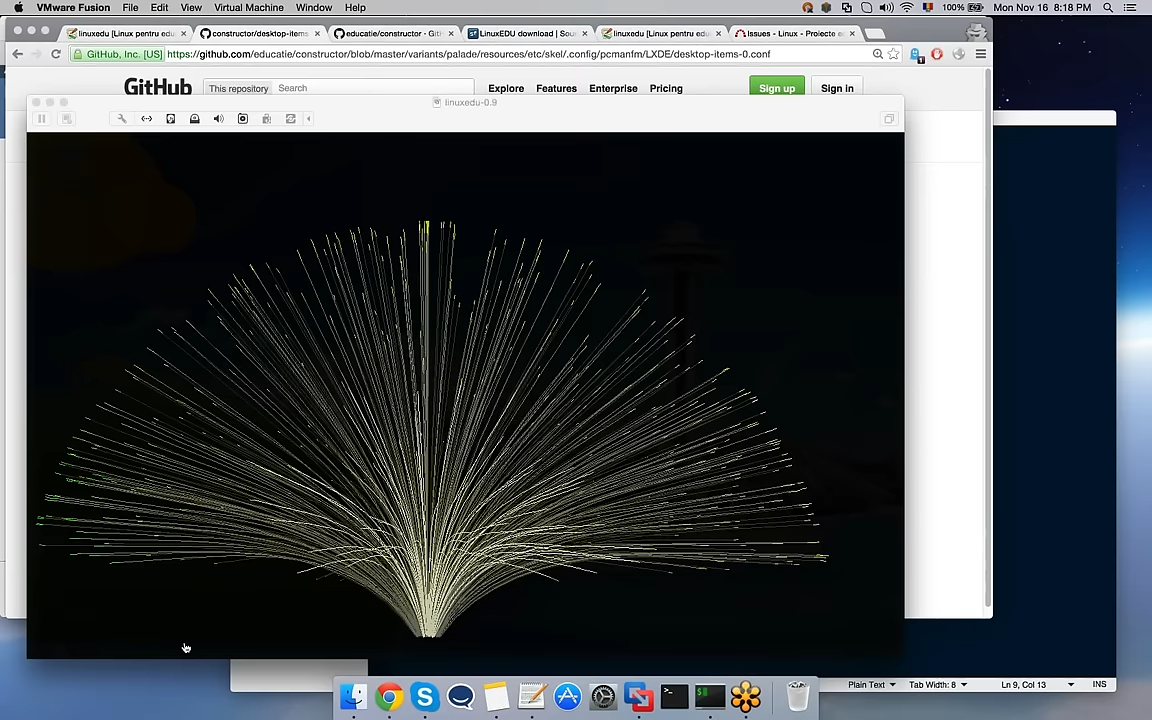 VMware Fusion File Edit View Virtual Machine Window Help 100% Mon Nov 16 8:18 PM
linuxedu [Linux pentru edu constructor/desktop-items- educatie/constructor · GitH LinuxEDU download | Sou linuxedu [Linux pentru edu Issues - Linux - Proiecte
GitHub, Inc. [US] https://github.com/educatie/constructor/blob/master/variants/palade/resources/etc/skel/.config/pcmanfm/LXDE/desktop-items-0.conf
GitHub This repository Search Explore Features Enterprise Pricing Sign up Sign in
linuxedu-0.9
Plain Text Tab Width: 8 Ln 9, Col 13 INS